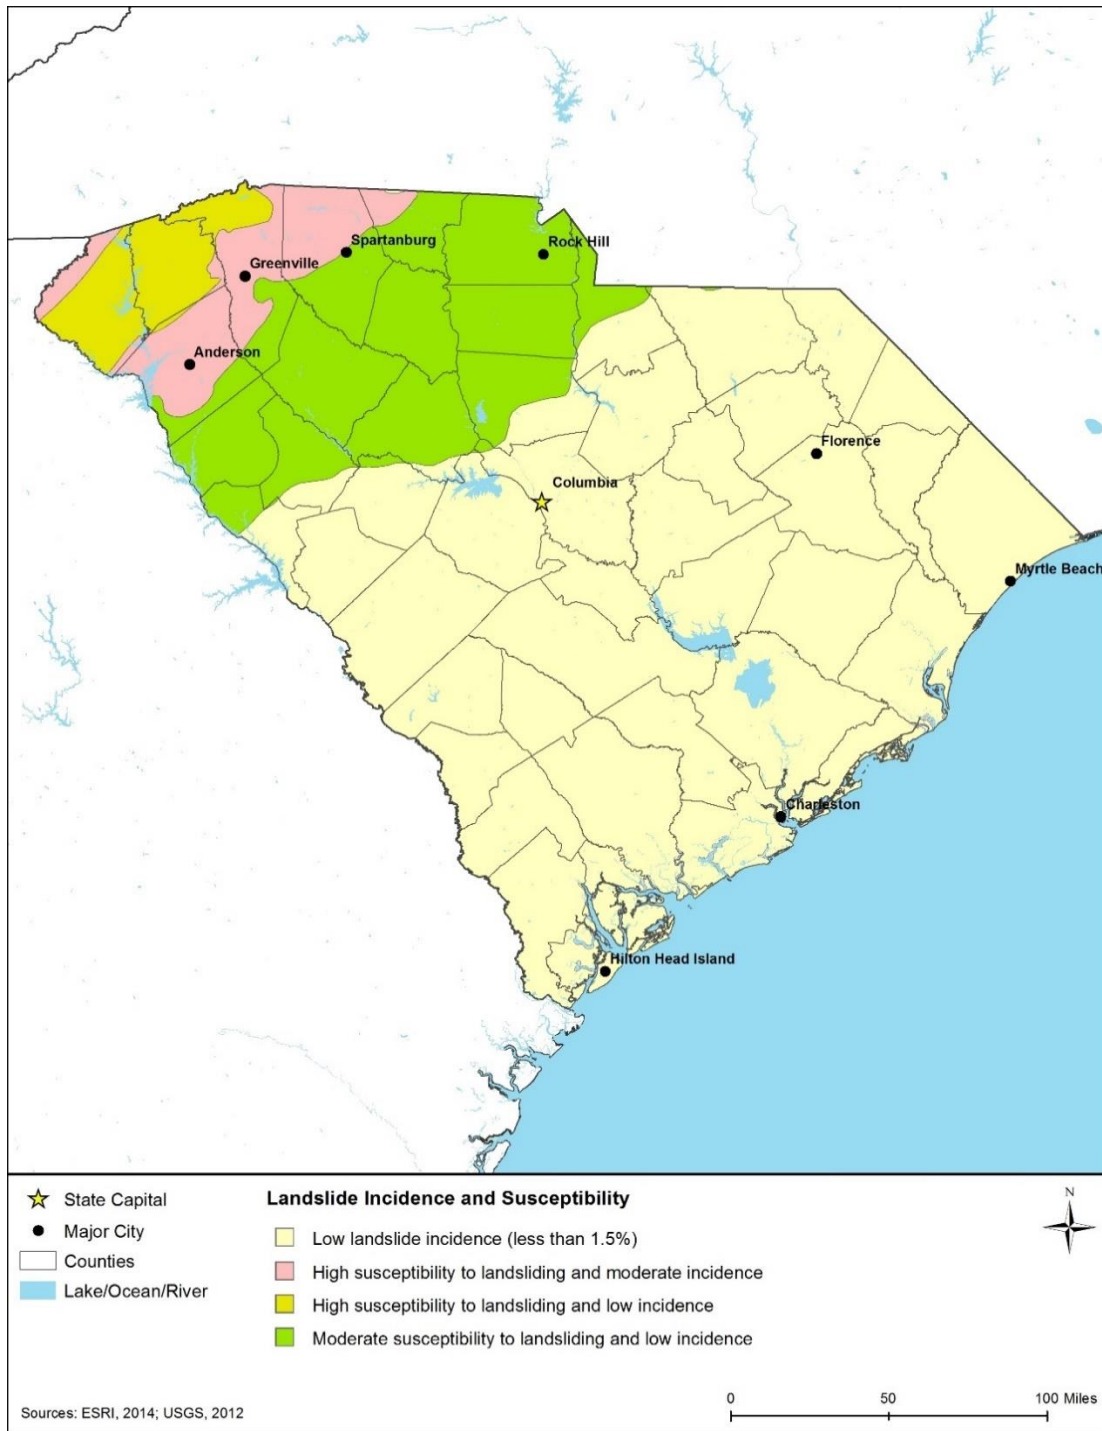 Spartanburg
Rock Hill
Greenville
Anderson
Florence
Columbia
Myrtle Beach
Charleston
Hilton Head Island
State Capital
Major City
Counties
Lake/Ocean/River
Landslide Incidence and Susceptibility
Low landslide incidence (less than 1.5%)
High susceptibility to landsliding and moderate incidence
High susceptibility to landsliding and low incidence
Moderate susceptibility to landsliding and low incidence
N
Sources: ESRI, 2014; USGS, 2012
0 50 100 Miles